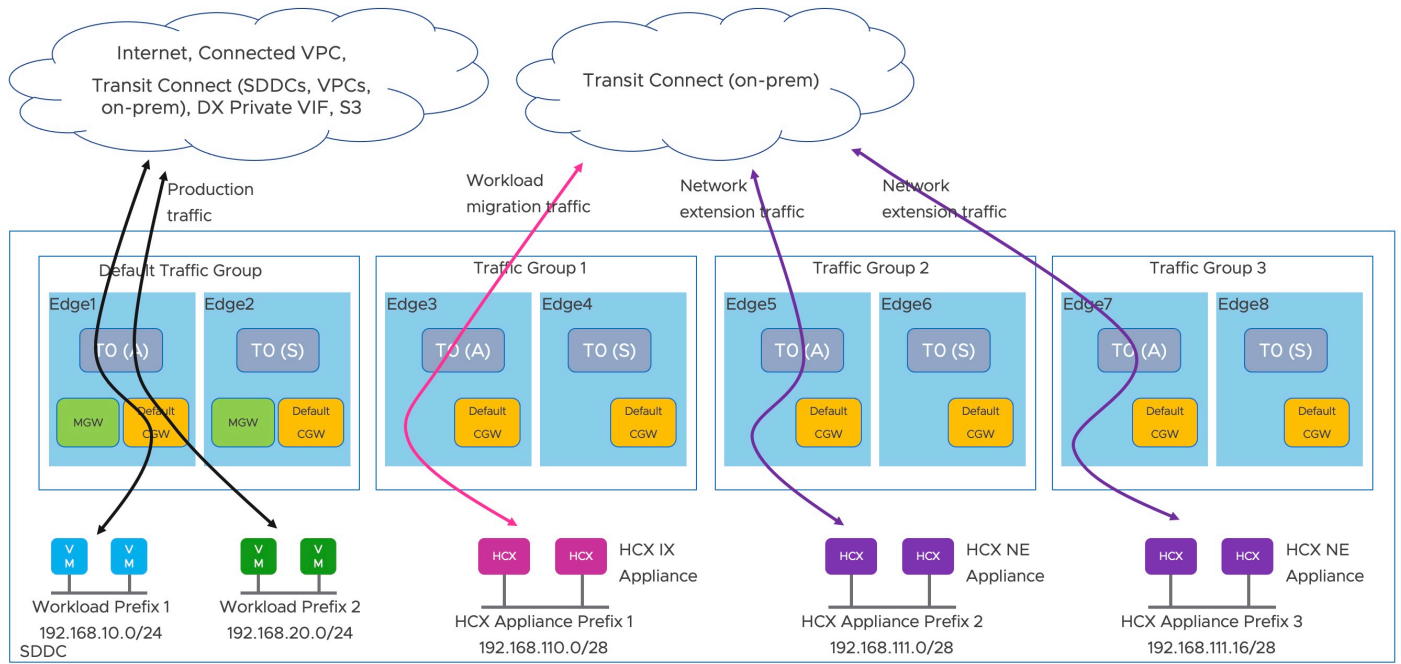 Internet, Connected VPC,
Transit Connect (SDDCs, VPCs,
on-prem), DX Private VIF, S3
Transit Connect (on-prem)
Production
traffic
Workload
migration traffic
Network
extension traffic
Network
extension traffic
Default Traffic Group
Traffic Group 1
Traffic Group 2
Traffic Group 3
Edge1
Edge2
Edge3
Edge4
Edge5
Edge6
Edge7
Edge8
T0 (A)
T0 (S)
T0 (A)
T0 (S)
T0 (A)
T0 (S)
T0 (A)
T0 (S)
MGW
Default
CGW
MGW
Default
CGW
Default
CGW
Default
CGW
Default
CGW
Default
CGW
Default
CGW
Default
CGW
V
M
V
M
V
M
V
M
HCX
HCX
HCX IX
Appliance
HCX
HCX
HCX NE
Appliance
HCX
HCX
HCX NE
Appliance
Workload Prefix 1
192.168.10.0/24
Workload Prefix 2
192.168.20.0/24
HCX Appliance Prefix 1
192.168.110.0/28
HCX Appliance Prefix 2
192.168.111.0/28
HCX Appliance Prefix 3
192.168.111.16/28
SDDC